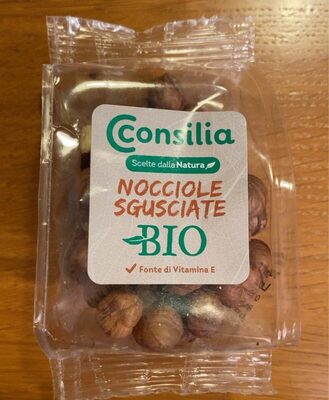 Consilia
Scelte dalla Natura
NOCCIOLE
SGUSCIATE
BIO
Fonte di Vitamina E